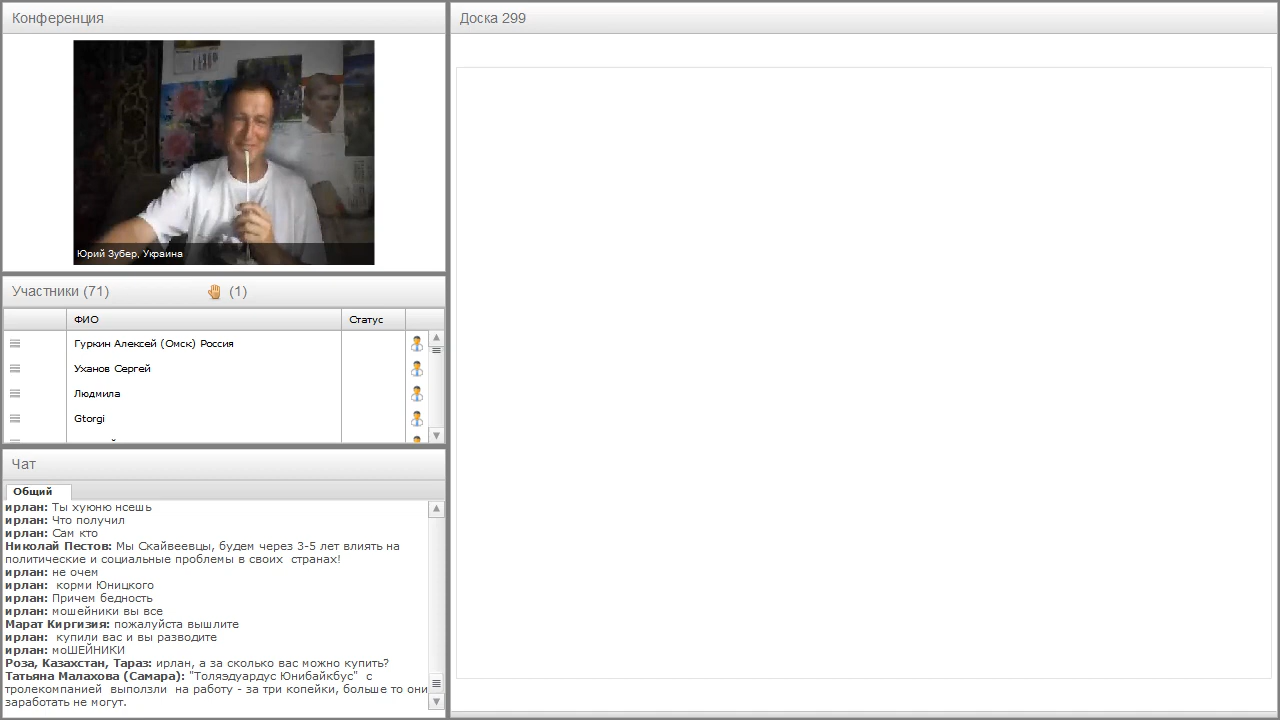 Конференция
Доска 299
Юрий Зубер, Украина
Участники (71)
(1)
ФИО
Статус
Гуркин Алексей (Омск) Россия
Уханов Сергей
Людмила
Gtorgi
Чат
Общий
ирлан: Ты хуюню нсешь
ирлан: Что получил
ирлан: Сам кто
Николай Пестов: Мы Скайвеевцы, будем через 3-5 лет влиять на
политические и социальные проблемы в своих странах!
ирлан: не очем
ирлан: корми Юницкого
ирлан: Причем бедность
ирлан: мошейники вы все
Марат Киргизия: пожалуйста вышлите
ирлан: купили вас и вы разводите
ирлан: моШЕЙНИКИ
Роза, Казахстан, Тараз: ирлан, а за сколько вас можно купить?
Татьяна Малахова (Самара): "Толяэдуардус Юнибайкбус" с
тролекомпанией выползли на работу - за три копейки, больше то они
заработать не могут.